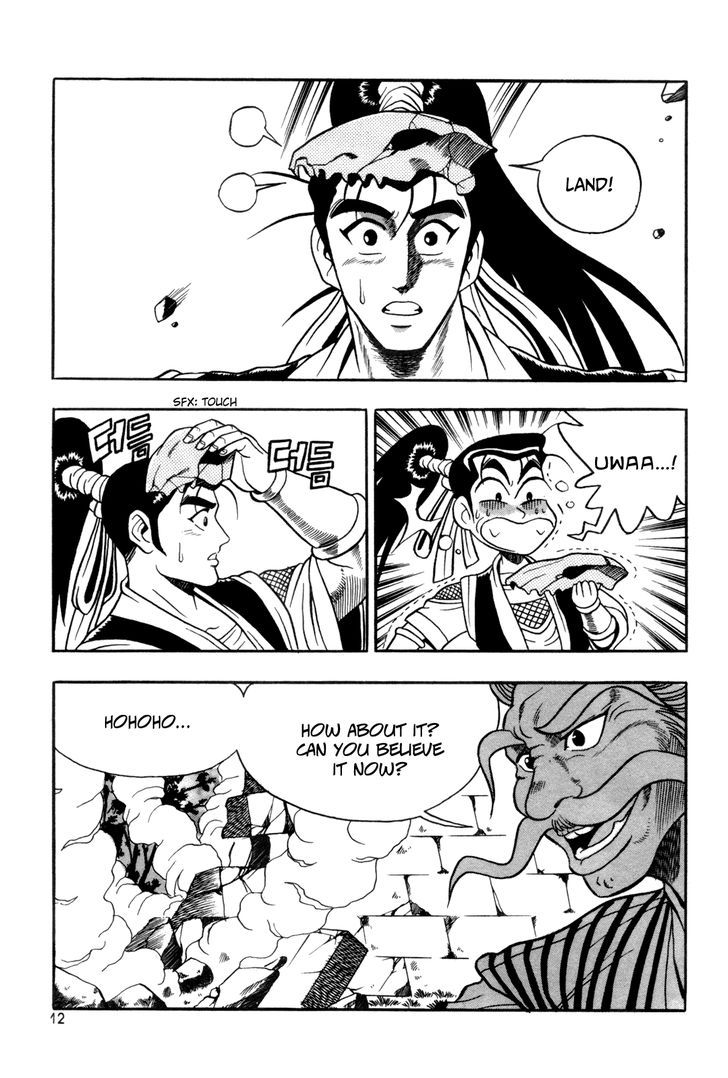 LAND!
SFX: TOUCH
더듬
더듬
UWAA...!
HOHOHO...
HOW ABOUT IT?
CAN YOU BELIEVE
IT NOW?
12